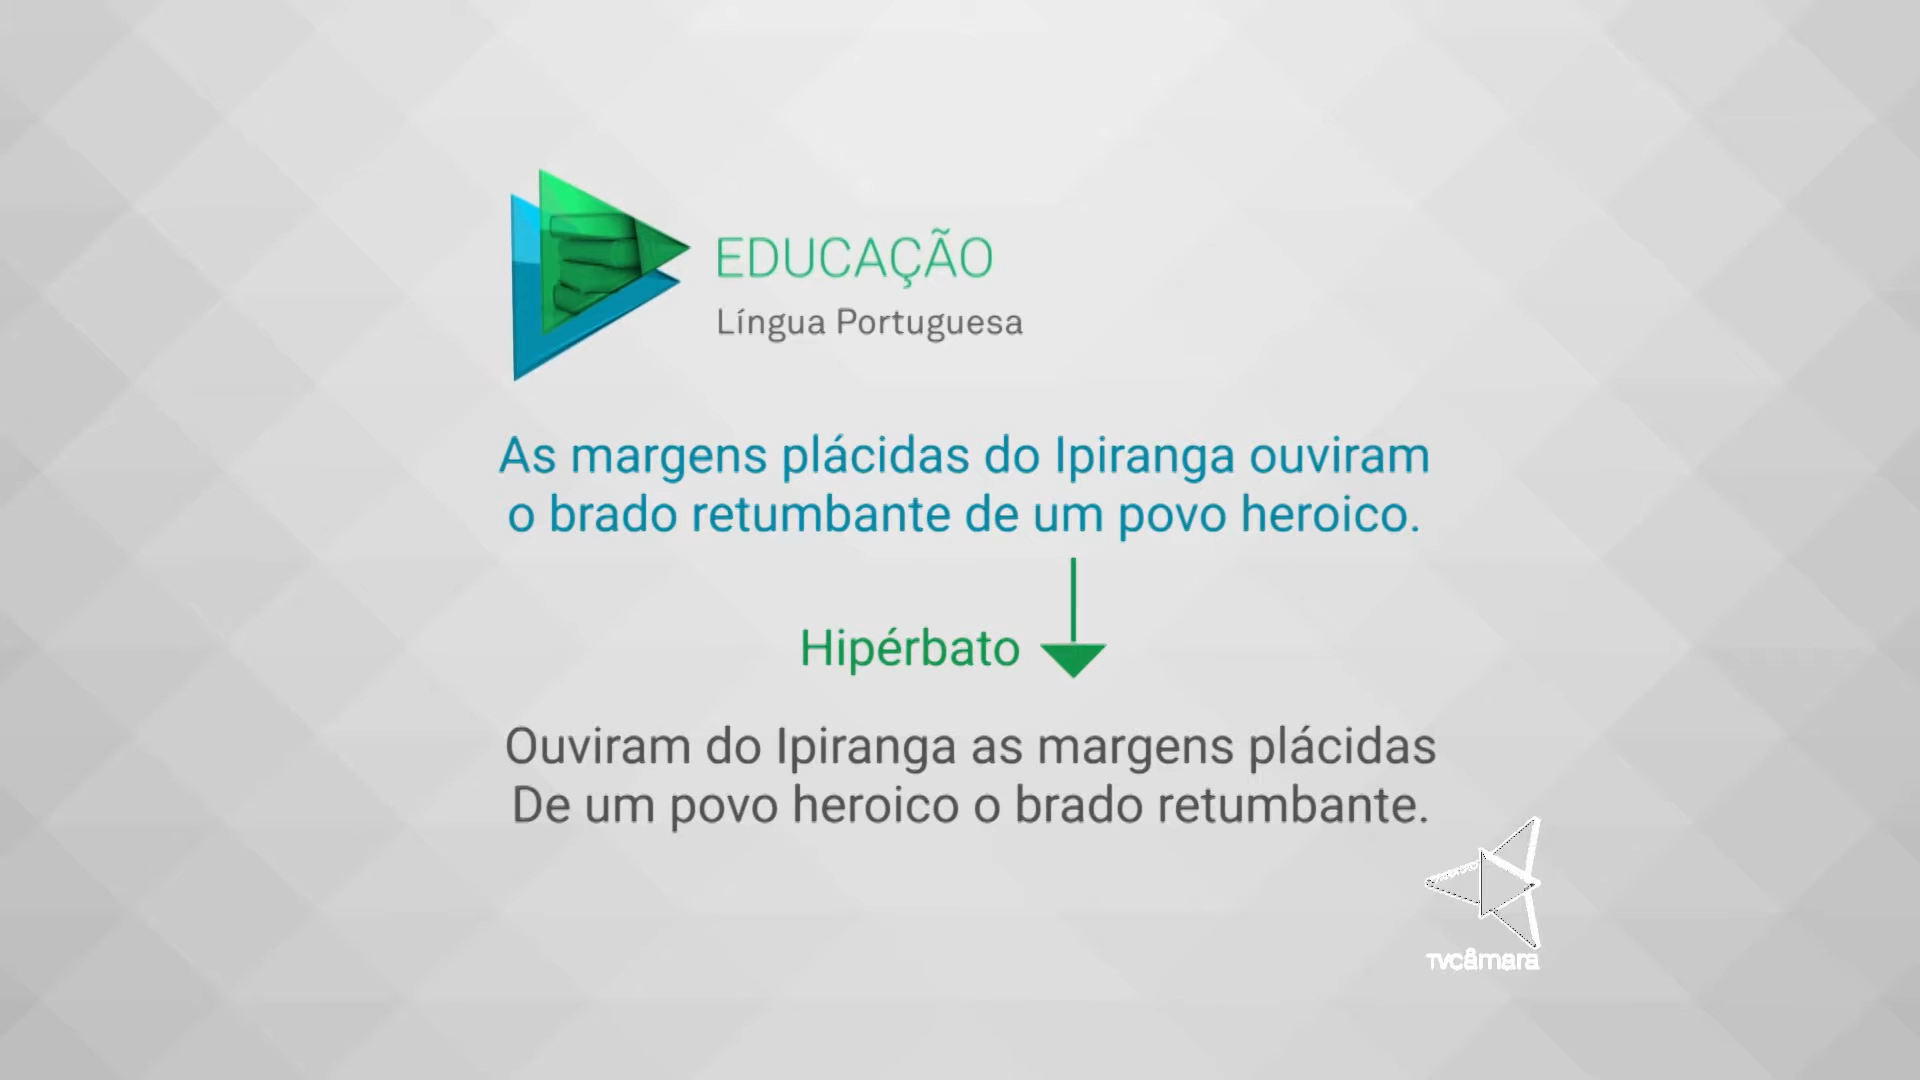 EDUCAÇÃO
Língua Portuguesa
As margens plácidas do Ipiranga ouviram
o brado retumbante de um povo heroico.
Hipérbato
Ouviram do Ipiranga as margens plácidas
De um povo heroico o brado retumbante.
TVCâmara